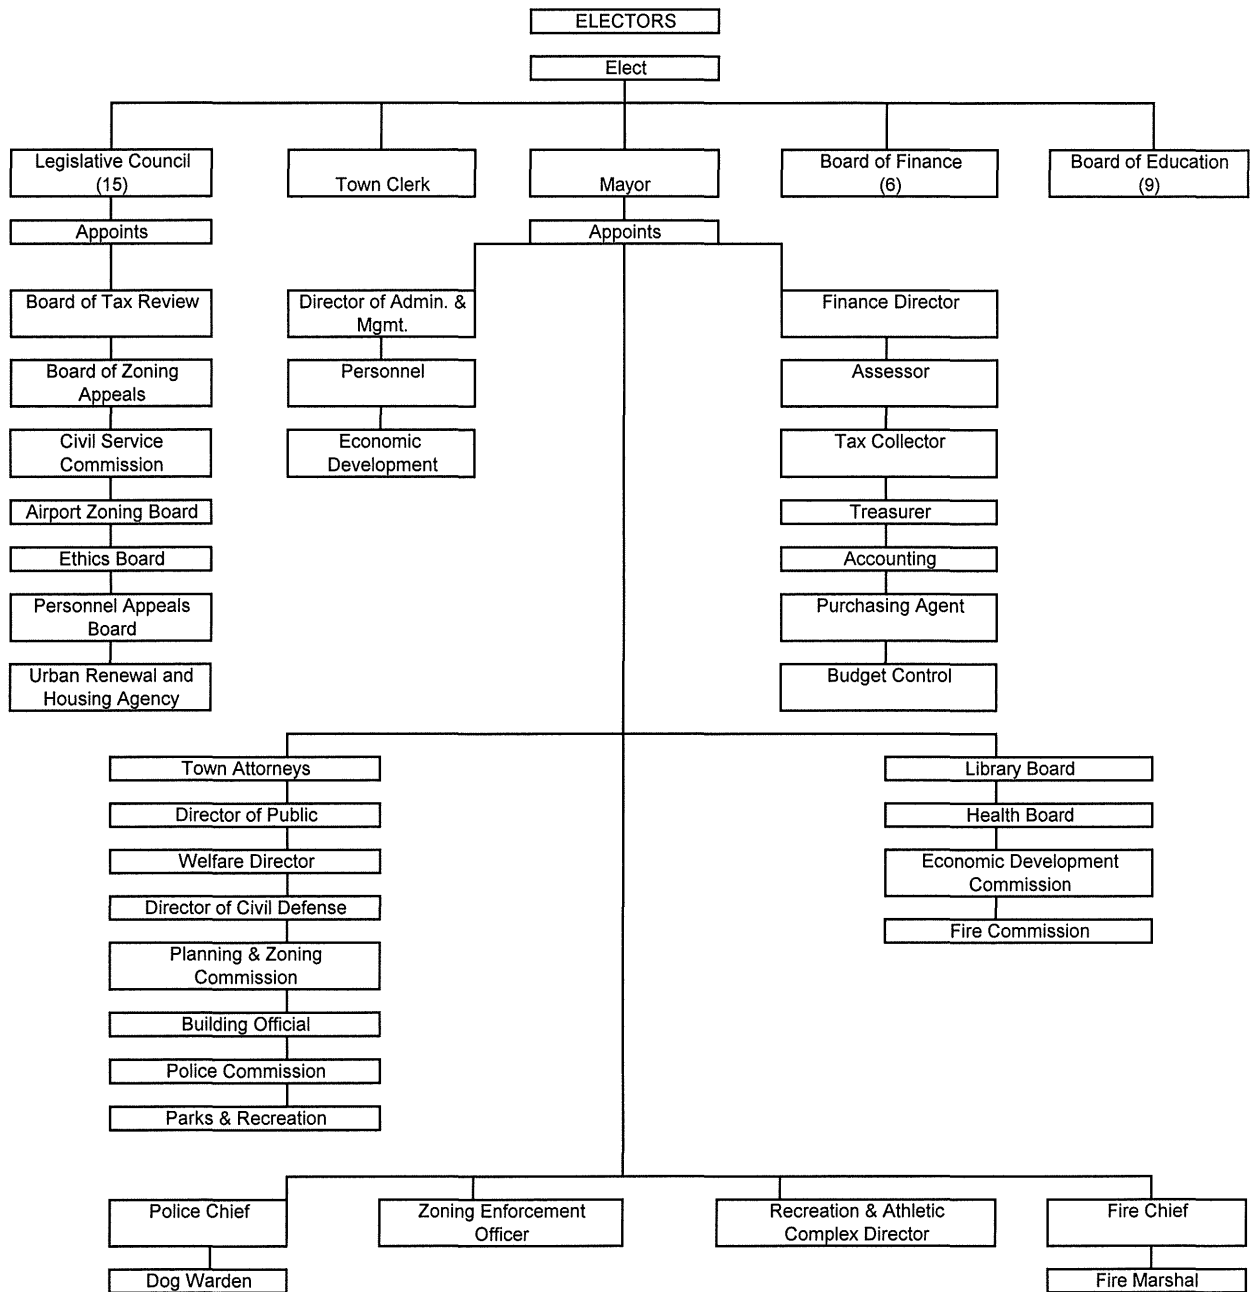 ELECTORS
Elect
Legislative Council
(15)
Town Clerk
Mayor
Board of Finance
(6)
Board of Education
(9)
Appoints
Appoints
Board of Tax Review
Director of Admin. &
Mgmt.
Finance Director
Board of Zoning
Appeals
Personnel
Assessor
Civil Service
Commission
Economic
Development
Tax Collector
Airport Zoning Board
Treasurer
Ethics Board
Accounting
Personnel Appeals
Board
Purchasing Agent
Urban Renewal and
Housing Agency
Budget Control
Town Attorneys
Library Board
Director of Public
Health Board
Welfare Director
Economic Development
Commission
Director of Civil Defense
Fire Commission
Planning & Zoning
Commission
Building Official
Police Commission
Parks & Recreation
Police Chief
Zoning Enforcement
Officer
Recreation & Athletic
Complex Director
Fire Chief
Dog Warden
Fire Marshal